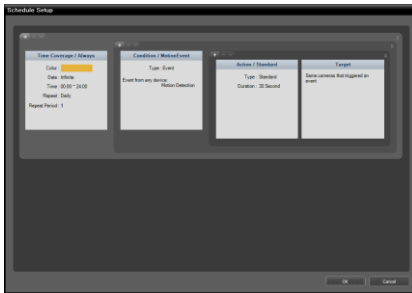 Schedule Setup
Time Coverage / Always
Color :
Date : Infinite
Time : 00:00 ~ 24:00
Repeat : Daily
Repeat Period : 1
Condition / MotionEvent
Type : Event
Event from any device:
Motion Detection
Action / Standard
Type : Standard
Duration : 30 Second
Target
Same cameras that triggered an
event
OK
Cancel